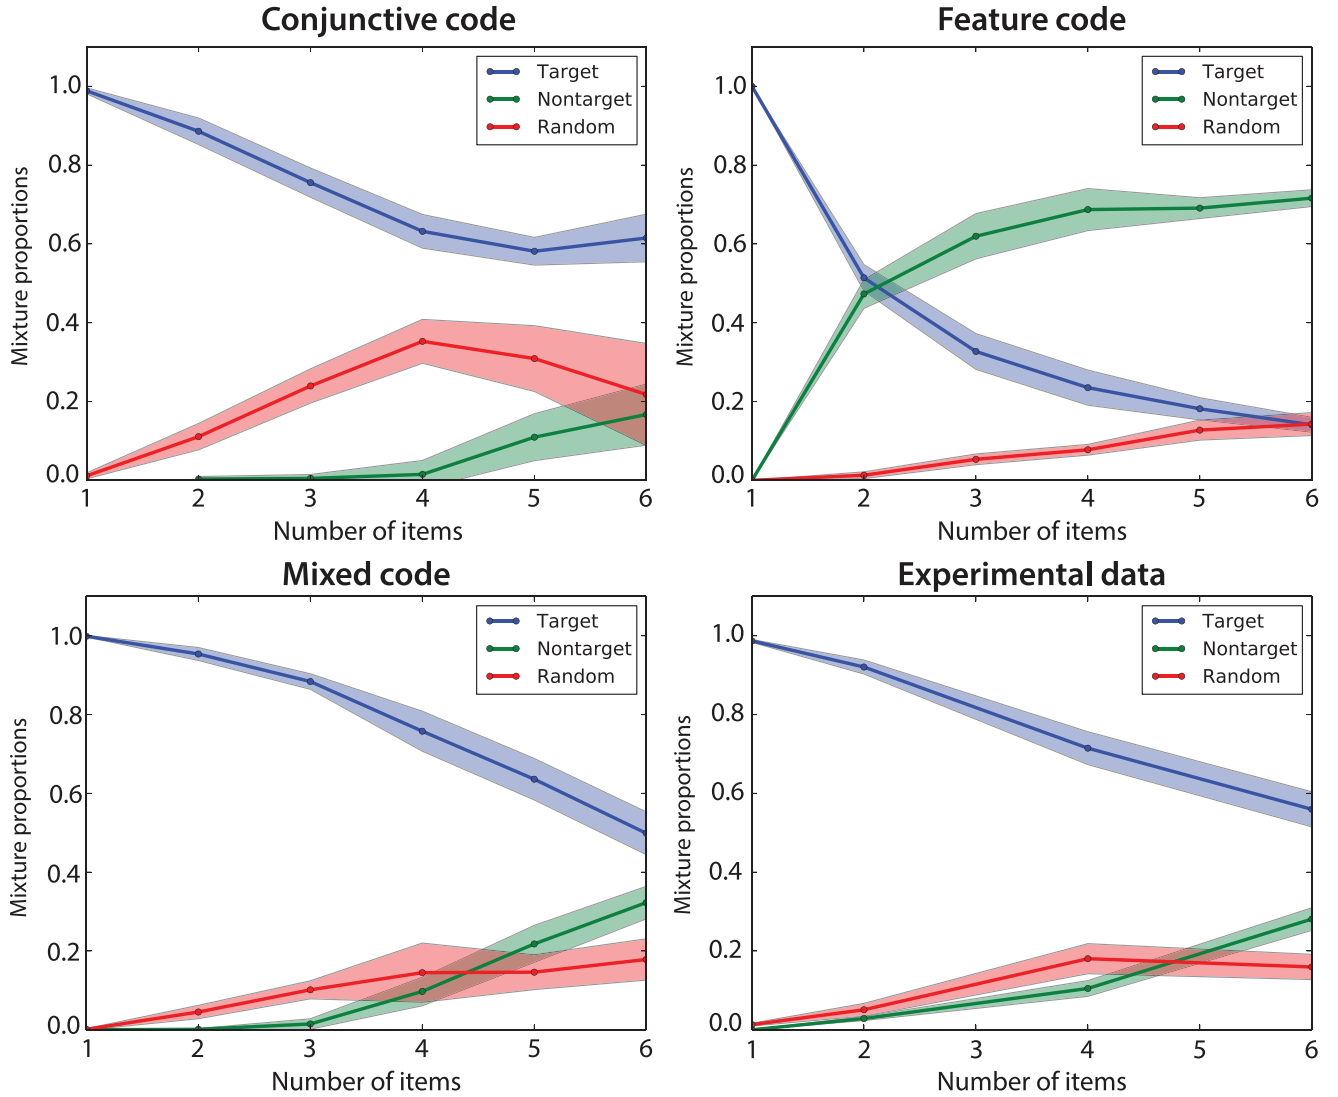 Conjunctive code
Mixture proportions
1.0
0.8
0.6
0.4
0.2
0.0
Target
Nontarget
Random
1 2 3 4 5 6
Number of items
Feature code
Mixture proportions
1.0
0.8
0.6
0.4
0.2
0.0
Target
Nontarget
Random
1 2 3 4 5 6
Number of items
Mixed code
Mixture proportions
1.0
0.8
0.6
0.4
0.2
0.0
Target
Nontarget
Random
1 2 3 4 5 6
Number of items
Experimental data
Mixture proportions
1.0
0.8
0.6
0.4
0.2
0.0
Target
Nontarget
Random
1 2 3 4 5 6
Number of items